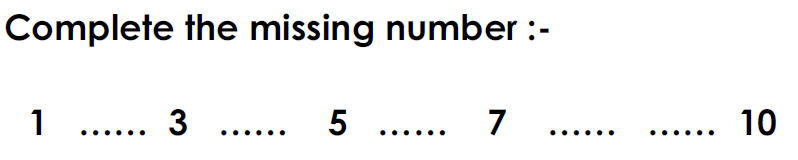 Complete the missing number :-
1 ...... 3 ...... 5 ...... 7 ...... ...... 10